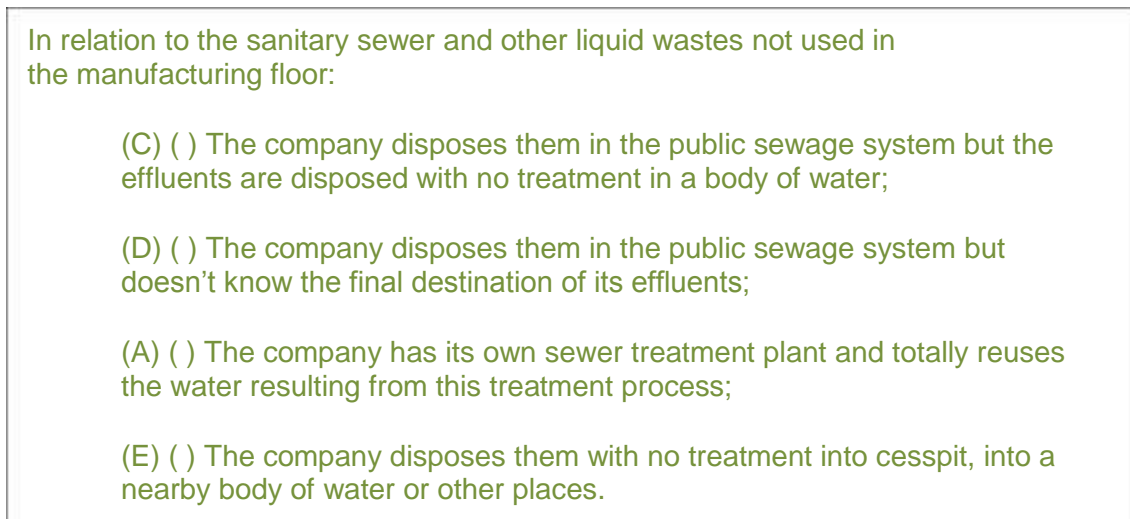 In relation to the sanitary sewer and other liquid wastes not used in
the manufacturing floor:
(C) ( ) The company disposes them in the public sewage system but the
effluents are disposed with no treatment in a body of water;
(D) ( ) The company disposes them in the public sewage system but
doesn’t know the final destination of its effluents;
(A) ( ) The company has its own sewer treatment plant and totally reuses
the water resulting from this treatment process;
(E) ( ) The company disposes them with no treatment into cesspit, into a
nearby body of water or other places.